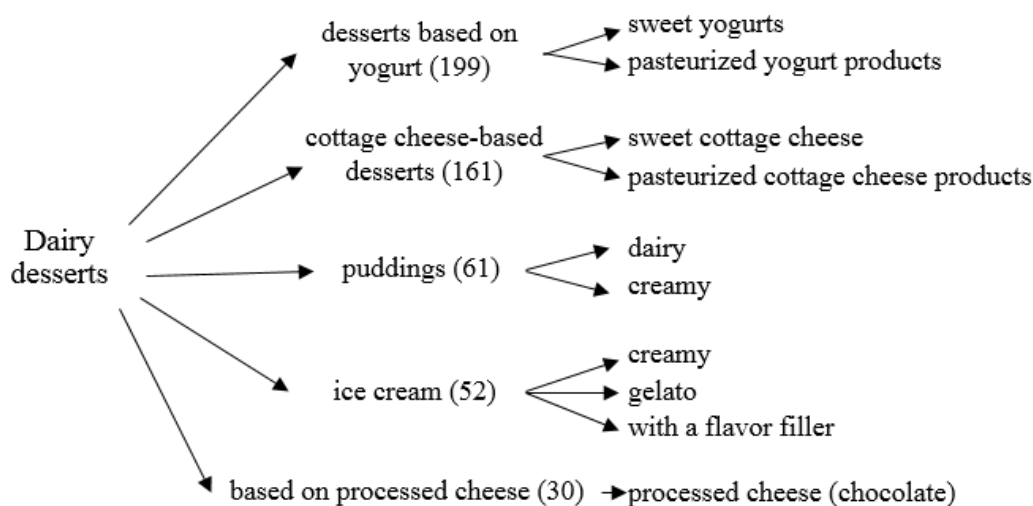 Dairy
desserts
desserts based on
yogurt (199)
sweet yogurts
pasteurized yogurt products
cottage cheese-based
desserts (161)
sweet cottage cheese
pasteurized cottage cheese products
puddings (61)
dairy
creamy
ice cream (52)
creamy
gelato
with a flavor filler
based on processed cheese (30)
processed cheese (chocolate)